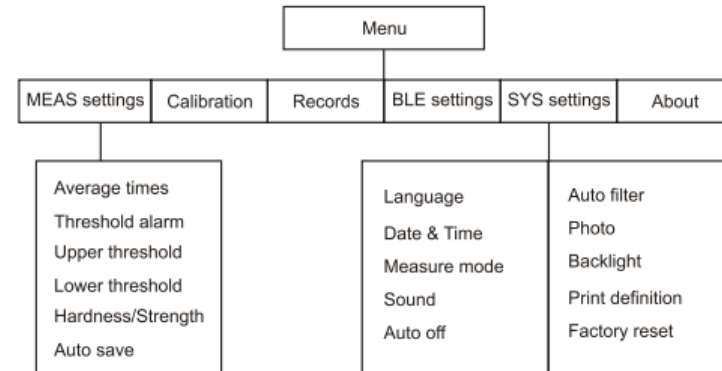 Menu
MEAS settings
Calibration
Records
BLE settings
SYS settings
About
Average times
Threshold alarm
Upper threshold
Lower threshold
Hardness/Strength
Auto save
Language
Date & Time
Measure mode
Sound
Auto off
Auto filter
Photo
Backlight
Print definition
Factory reset